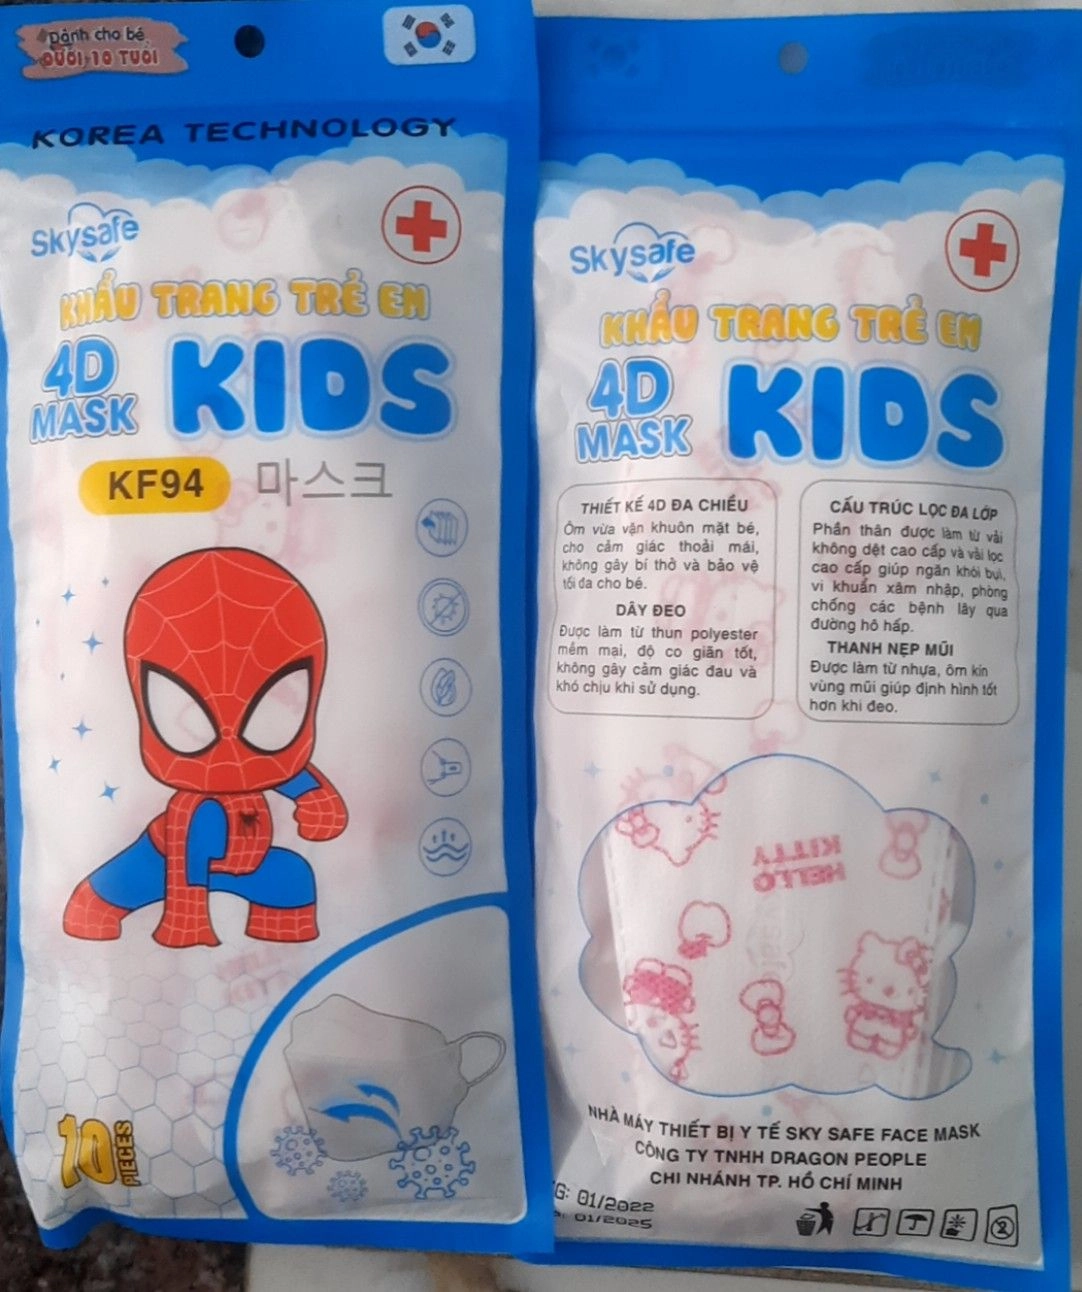 Dành cho bé
DƯỚI 10 TUỔI
KOREA TECHNOLOGY
Skysafe
KHẨU TRANG TRẺ EM
4D
MASK
KIDS
KF94
마스크
10
PIECES
Skysafe
KHẨU TRANG TRẺ EM
4D
MASK
KIDS
THIẾT KẾ 4D ĐA CHIỀU
Ôm vừa vặn khuôn mặt bé,
cho cảm giác thoải mái,
không gây bí thở và bảo vệ
tối đa cho bé.
DÂY ĐEO
Được làm từ thun polyester
mềm mại, độ co giãn tốt,
không gây cảm giác đau và
khó chịu khi sử dụng.
CẤU TRÚC LỌC ĐA LỚP
Phần thân được làm từ vải
không dệt cao cấp và vải lọc
cao cấp giúp ngăn khói bụi,
vi khuẩn xâm nhập, phòng
chống các bệnh lây qua
đường hô hấp.
THANH NẸP MŨI
Được làm từ nhựa, ôm kín
vùng mũi giúp định hình tốt
hơn khi đeo.
HELLO
KITTY
NHÀ MÁY THIẾT BỊ Y TẾ SKY SAFE FACE MASK
CÔNG TY TNHH DRAGON PEOPLE
CHI NHÁNH TP. HỒ CHÍ MINH
G: 01/2022
01/2025